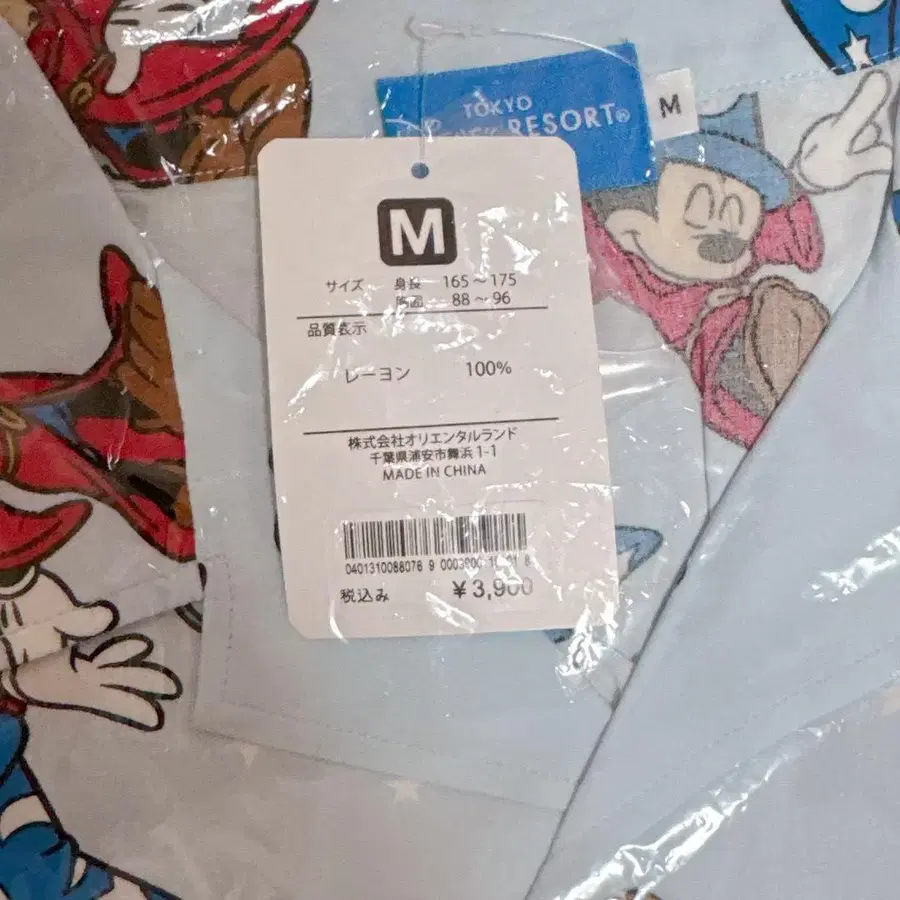 TOKYO
RESORT®
M
M
サイズ 身長 165～175
胸囲 88～96
品質表示
レーヨン 100%
株式会社オリエンタルランド
千葉県浦安市舞浜1-1
MADE IN CHINA
税込み ¥3,900